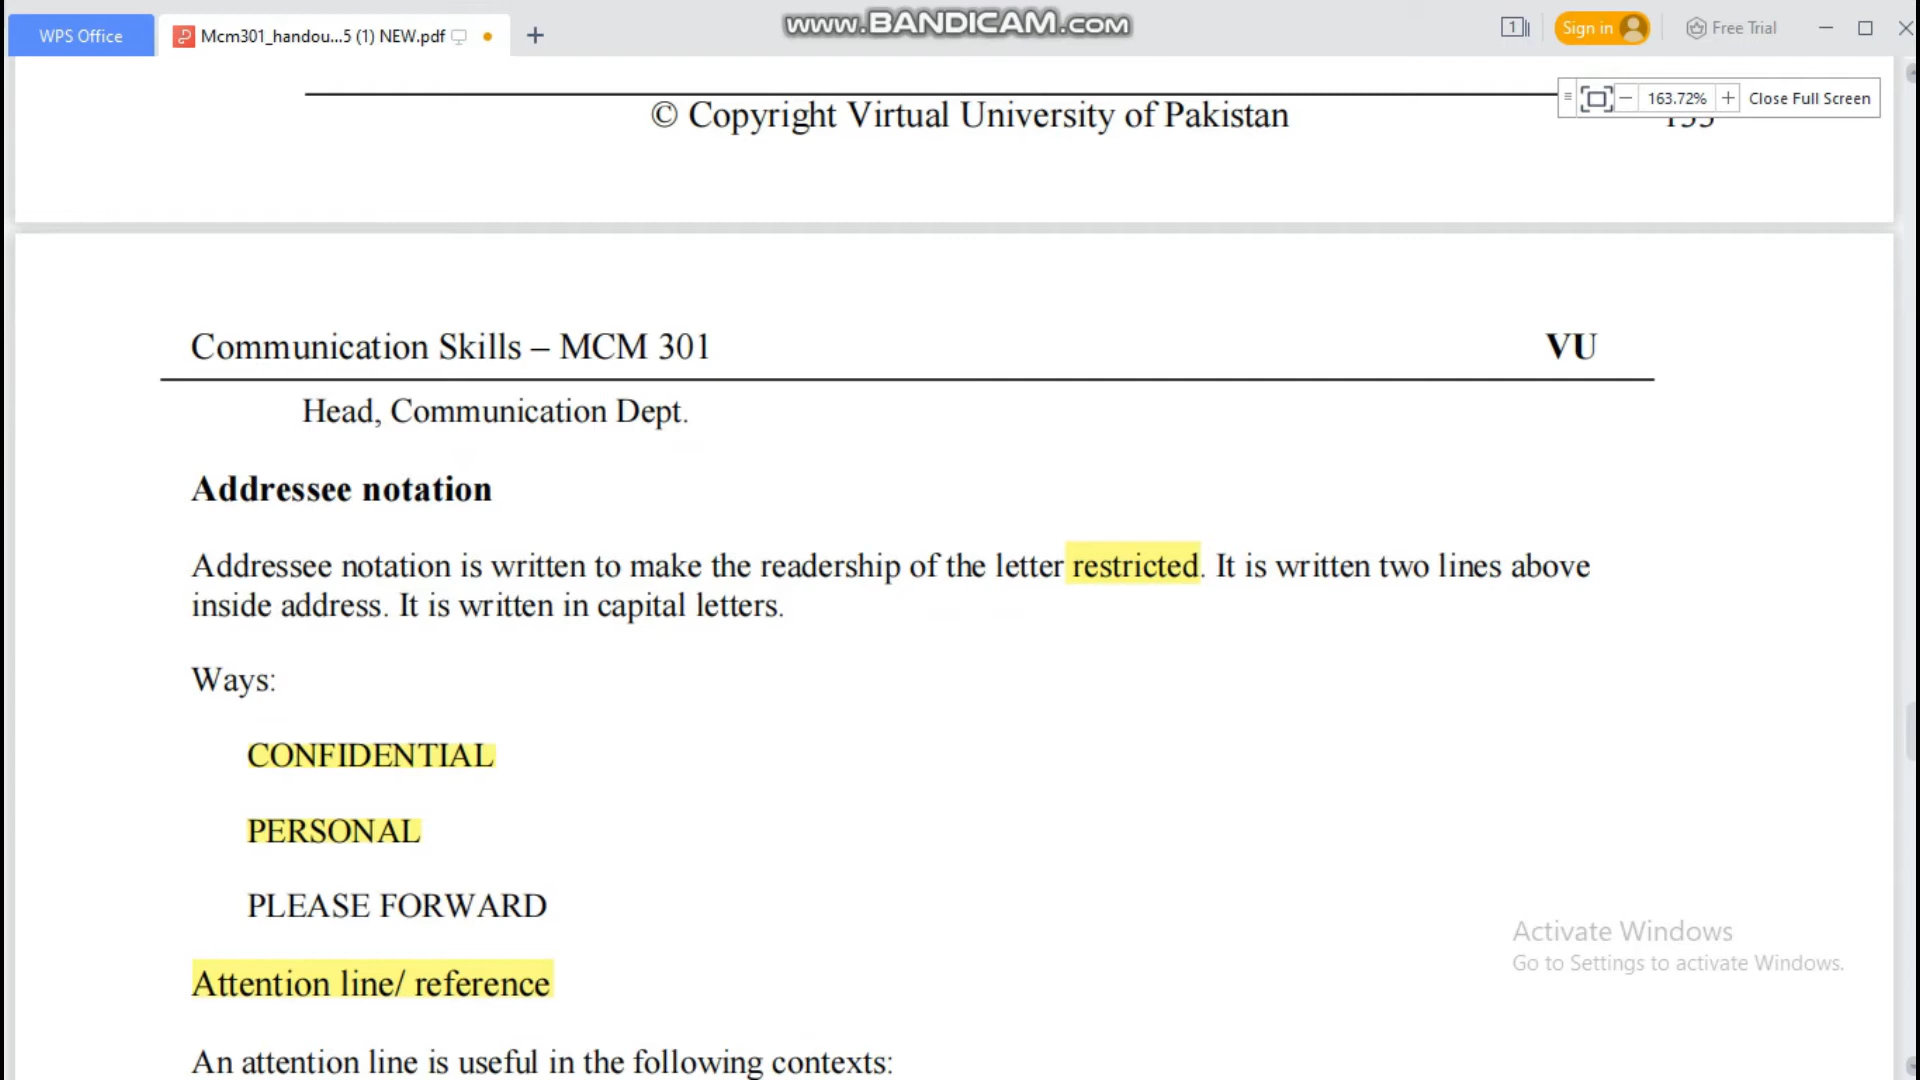 www.BANDICAM.com
WPS Office
Mcm301_handou...5 (1) NEW.pdf
1
Sign in
Free Trial
163.72%
Close Full Screen
© Copyright Virtual University of Pakistan
Communication Skills – MCM 301 VU
Head, Communication Dept.
Addressee notation
Addressee notation is written to make the readership of the letter restricted. It is written two lines above
inside address. It is written in capital letters.
Ways:
CONFIDENTIAL
PERSONAL
PLEASE FORWARD
Attention line/ reference
An attention line is useful in the following contexts:
Activate Windows
Go to Settings to activate Windows.